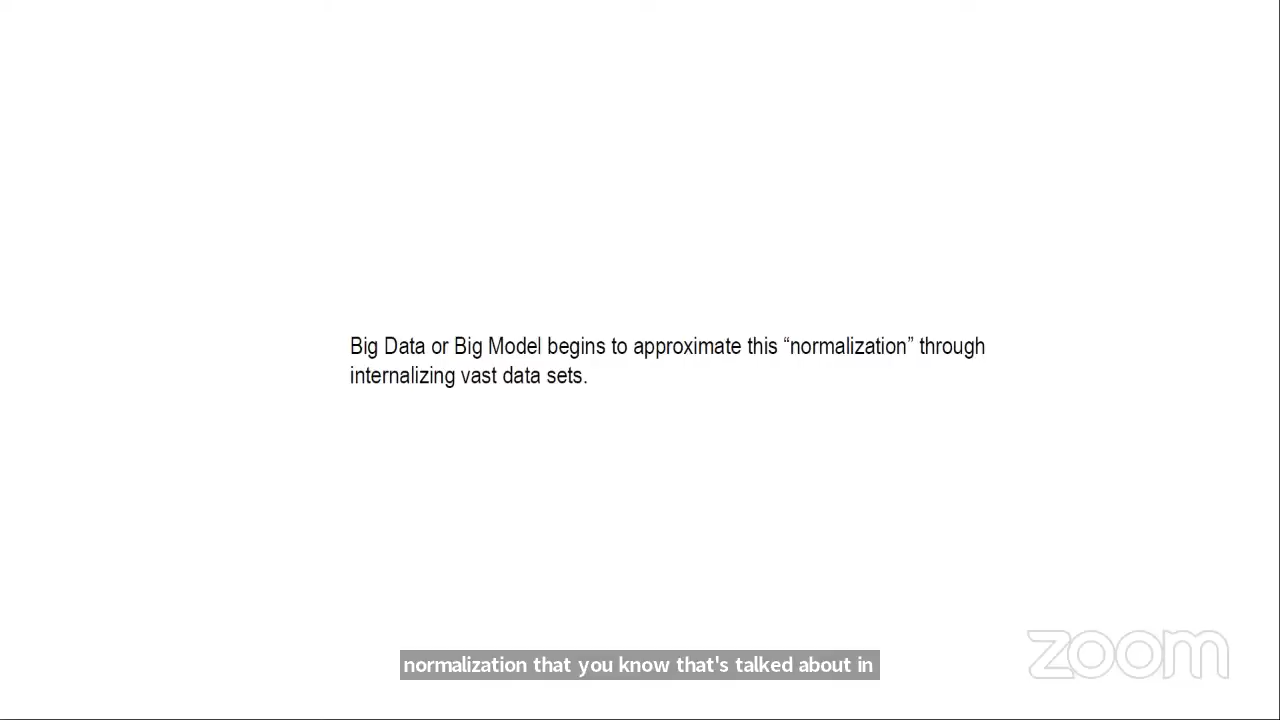 Big Data or Big Model begins to approximate this “normalization” through
internalizing vast data sets.
normalization that you know that's talked about in
zoom